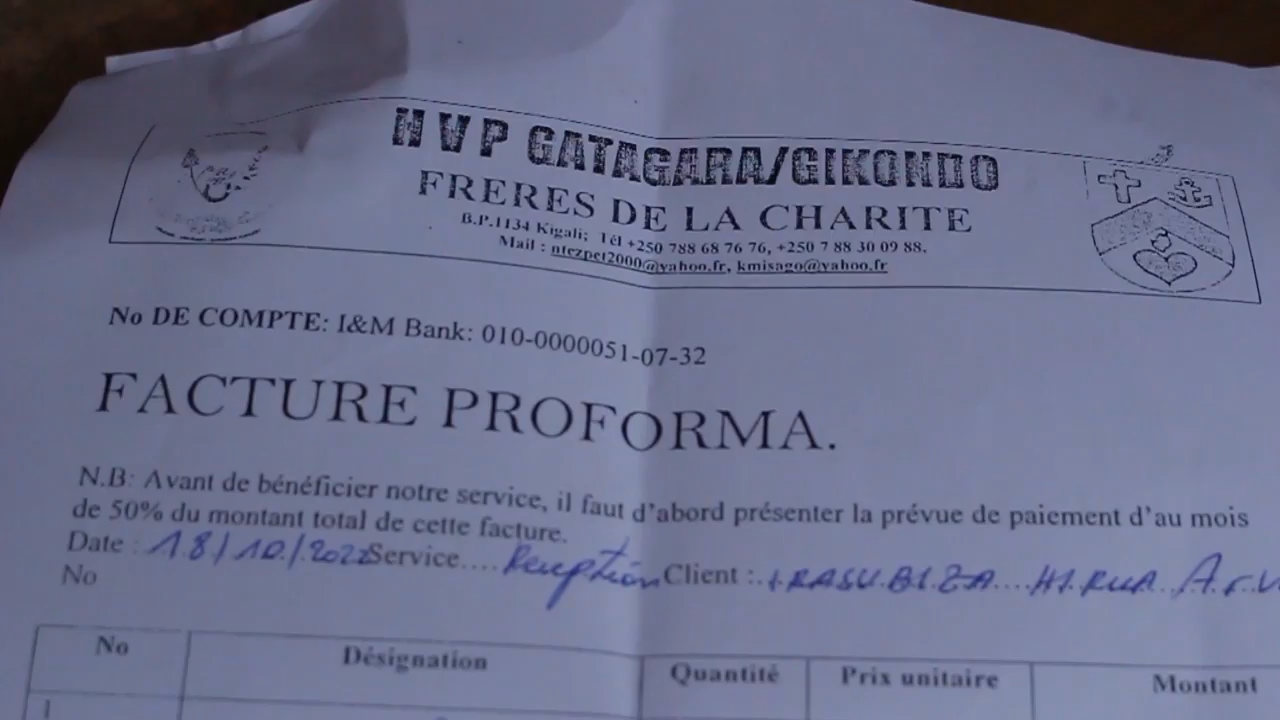 HVP GATAGARA/GIKONDO
FRERES DE LA CHARITE
B.P.1134 Kigali; Tél +250 788 68 76 76, +250 7 88 30 09 88.
Mail : ntezpet2000@yahoo.fr, kmisago@yahoo.fr
No DE COMPTE: I&M Bank: 010-0000051-07-32
FACTURE PROFORMA.
N.B: Avant de bénéficier notre service, il faut d'abord présenter la prévue de paiement d'au mois
de 50% du montant total de cette facture.
Date : 18/10/2022 Service.... Reception Client :.
No
No Désignation Quantité Prix unitaire Montant
1